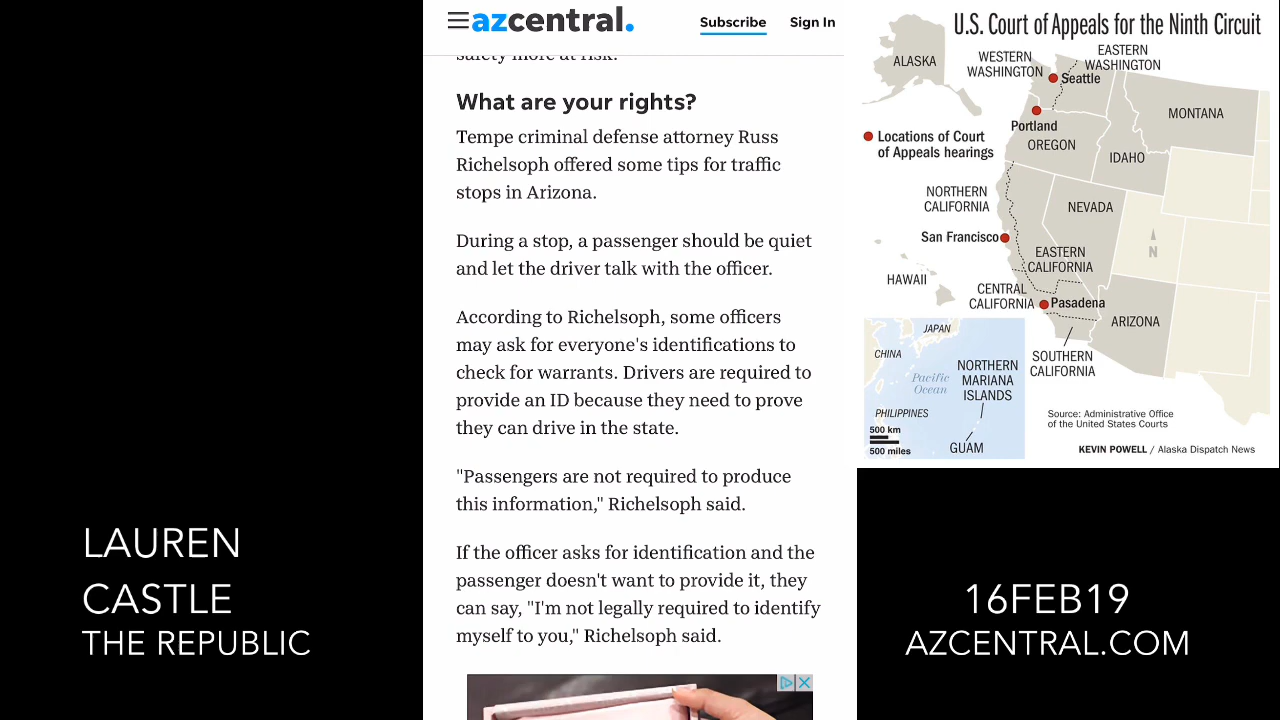 azcentral.
Subscribe
Sign In
safety more at risk.
What are your rights?
Tempe criminal defense attorney Russ
Richelsoph offered some tips for traffic
stops in Arizona.
During a stop, a passenger should be quiet
and let the driver talk with the officer.
According to Richelsoph, some officers
may ask for everyone's identifications to
check for warrants. Drivers are required to
provide an ID because they need to prove
they can drive in the state.
"Passengers are not required to produce
this information," Richelsoph said.
If the officer asks for identification and the
passenger doesn't want to provide it, they
can say, "I'm not legally required to identify
myself to you," Richelsoph said.
U.S. Court of Appeals for the Ninth Circuit
ALASKA
WESTERN
WASHINGTON
EASTERN
WASHINGTON
Seattle
MONTANA
Portland
OREGON
IDAHO
Locations of Court
of Appeals hearings
NORTHERN
CALIFORNIA
NEVADA
San Francisco
N
EASTERN
CALIFORNIA
HAWAII
CENTRAL
CALIFORNIA
Pasadena
ARIZONA
SOUTHERN
CALIFORNIA
JAPAN
CHINA
Pacific
Ocean
NORTHERN
MARIANA
ISLANDS
PHILIPPINES
500 km
500 miles
GUAM
Source: Administrative Office
of the United States Courts
KEVIN POWELL / Alaska Dispatch News
LAUREN
CASTLE
THE REPUBLIC
16FEB19
AZCENTRAL.COM